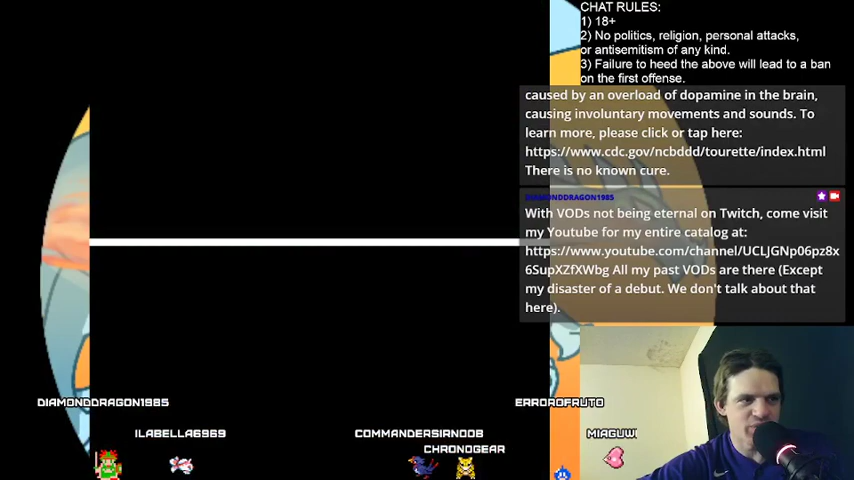 CHAT RULES:
1) 18+
2) No politics, religion, personal attacks,
or antisemitism of any kind.
3) Failure to heed the above will lead to a ban
on the first offense.
caused by an overload of dopamine in the brain,
causing involuntary movements and sounds. To
learn more, please click or tap here:
https://www.cdc.gov/ncbddd/tourette/index.html
There is no known cure.
DIAMONDDRAGON1985
With VODs not being eternal on Twitch, come visit
my Youtube for my entire catalog at:
https://www.youtube.com/channel/UCLJGNp06pz8x
6SupXZfXWbg All my past VODs are there (Except
my disaster of a debut. We don't talk about that
here).
DIAMONDDRAGON1985
ERROROFRUTO
ILABELLA6969
COMMANDERSIRNOOB
MIAGUWI
CHRONOGEAR